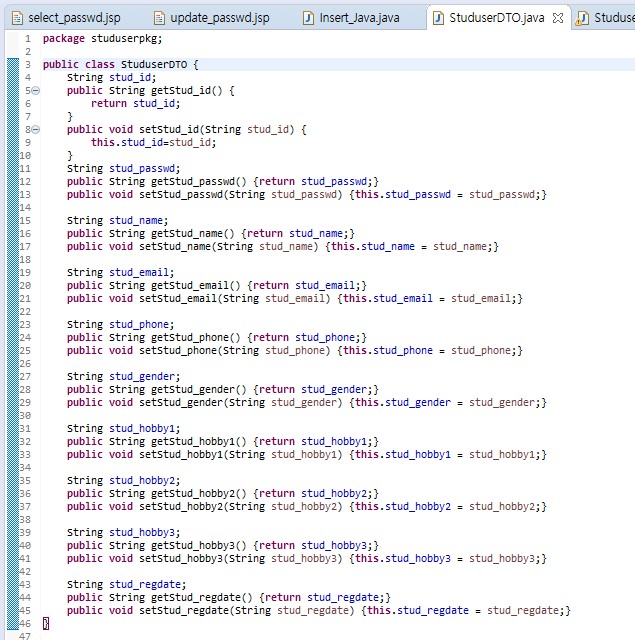 select_passwd.jsp update_passwd.jsp Insert_Java.java StuduserDTO.java Studuse
1 package studuserpkg;
2
3 public class StuduserDTO {
4 String stud_id;
5 public String getStud_id() {
6 return stud_id;
7 }
8 public void setStud_id(String stud_id) {
9 this.stud_id=stud_id;
10 }
11 String stud_passwd;
12 public String getStud_passwd() {return stud_passwd;}
13 public void setStud_passwd(String stud_passwd) {this.stud_passwd = stud_passwd;}
14
15 String stud_name;
16 public String getStud_name() {return stud_name;}
17 public void setStud_name(String stud_name) {this.stud_name = stud_name;}
18
19 String stud_email;
20 public String getStud_email() {return stud_email;}
21 public void setStud_email(String stud_email) {this.stud_email = stud_email;}
22
23 String stud_phone;
24 public String getStud_phone() {return stud_phone;}
25 public void setStud_phone(String stud_phone) {this.stud_phone = stud_phone;}
26
27 String stud_gender;
28 public String getStud_gender() {return stud_gender;}
29 public void setStud_gender(String stud_gender) {this.stud_gender = stud_gender;}
30
31 String stud_hobby1;
32 public String getStud_hobby1() {return stud_hobby1;}
33 public void setStud_hobby1(String stud_hobby1) {this.stud_hobby1 = stud_hobby1;}
34
35 String stud_hobby2;
36 public String getStud_hobby2() {return stud_hobby2;}
37 public void setStud_hobby2(String stud_hobby2) {this.stud_hobby2 = stud_hobby2;}
38
39 String stud_hobby3;
40 public String getStud_hobby3() {return stud_hobby3;}
41 public void setStud_hobby3(String stud_hobby3) {this.stud_hobby3 = stud_hobby3;}
42
43 String stud_regdate;
44 public String getStud_regdate() {return stud_regdate;}
45 public void setStud_regdate(String stud_regdate) {this.stud_regdate = stud_regdate;}
46 }
47